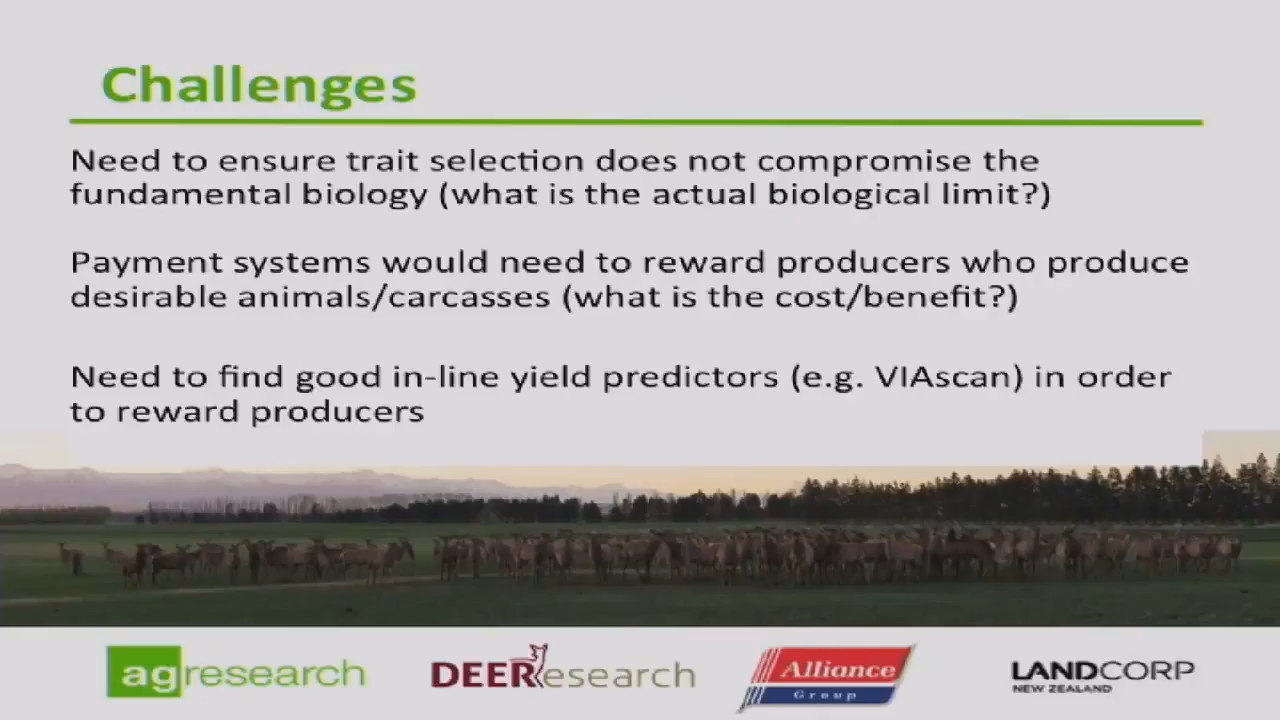 Challenges
Need to ensure trait selection does not compromise the
fundamental biology (what is the actual biological limit?)
Payment systems would need to reward producers who produce
desirable animals/carcasses (what is the cost/benefit?)
Need to find good in-line yield predictors (e.g. VIAscan) in order
to reward producers
agresearch
DEEResearch
Alliance
Group
LANDCORP
NEW ZEALAND